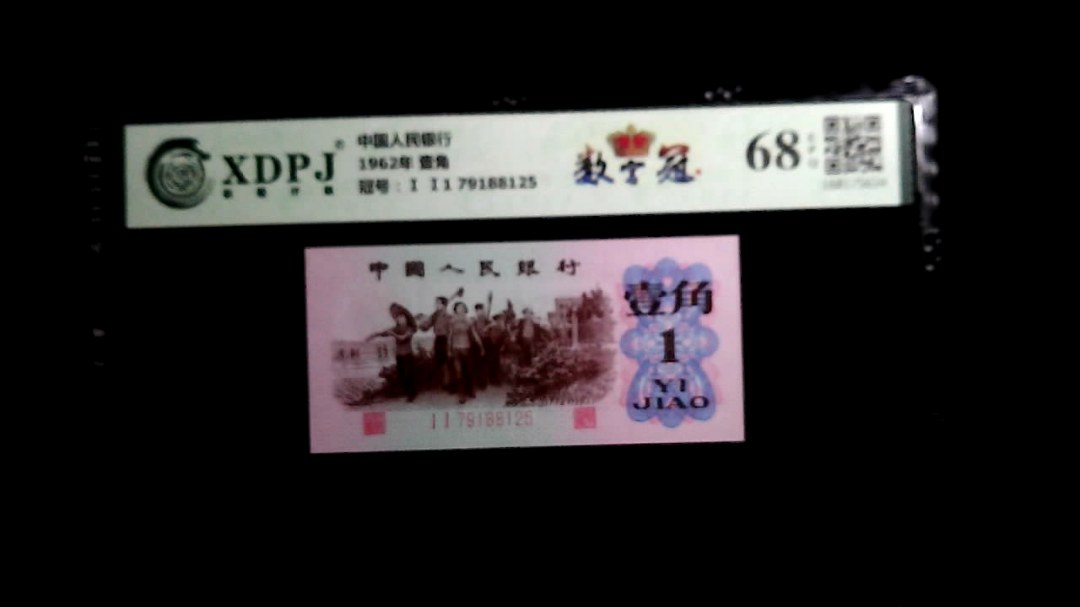 XDPJ®
中国人民银行
1962年 壹角
冠号：I I 1 79188125
数字冠
68
中國人民銀行
壹角
1
YI
JIAO
I I 79188125